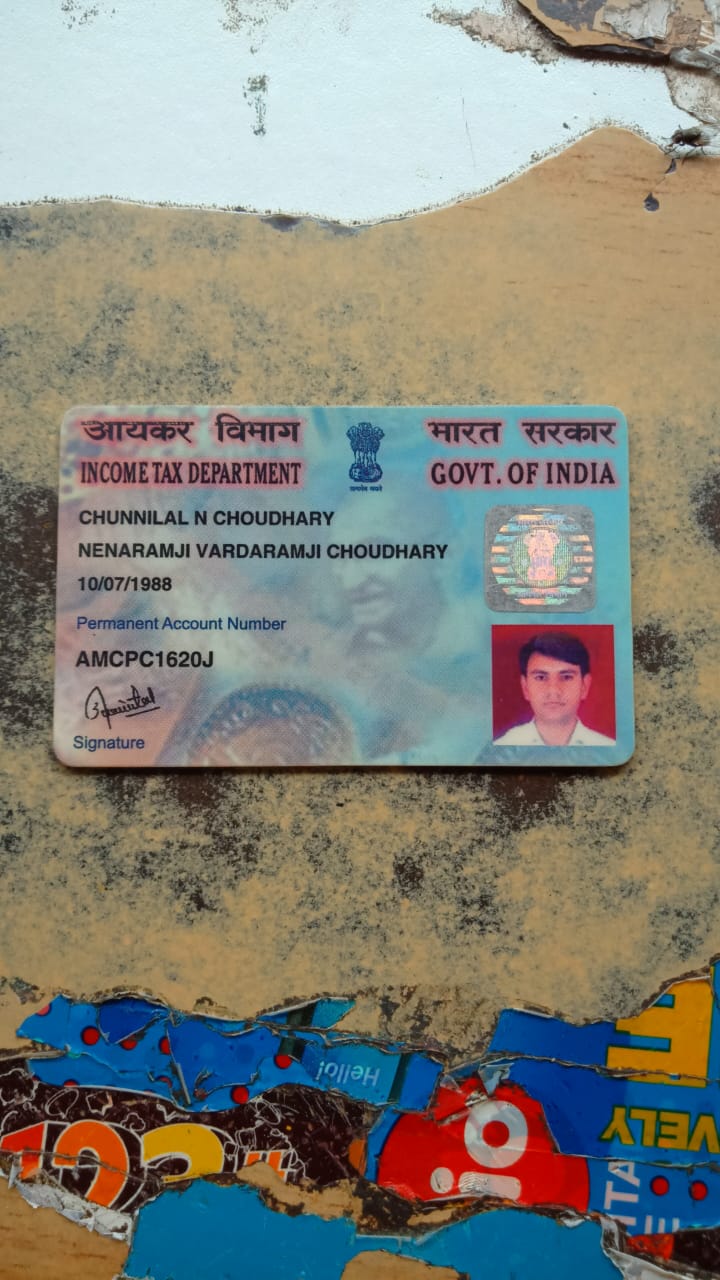 आयकर विभाग
INCOME TAX DEPARTMENT
सत्यमेव जयते
भारत सरकार
GOVT. OF INDIA
CHUNNILAL N CHOUDHARY
NENARAMJI VARDARAMJI CHOUDHARY
10/07/1988
Permanent Account Number
AMCPC1620J
Signature
Hello!
VELY